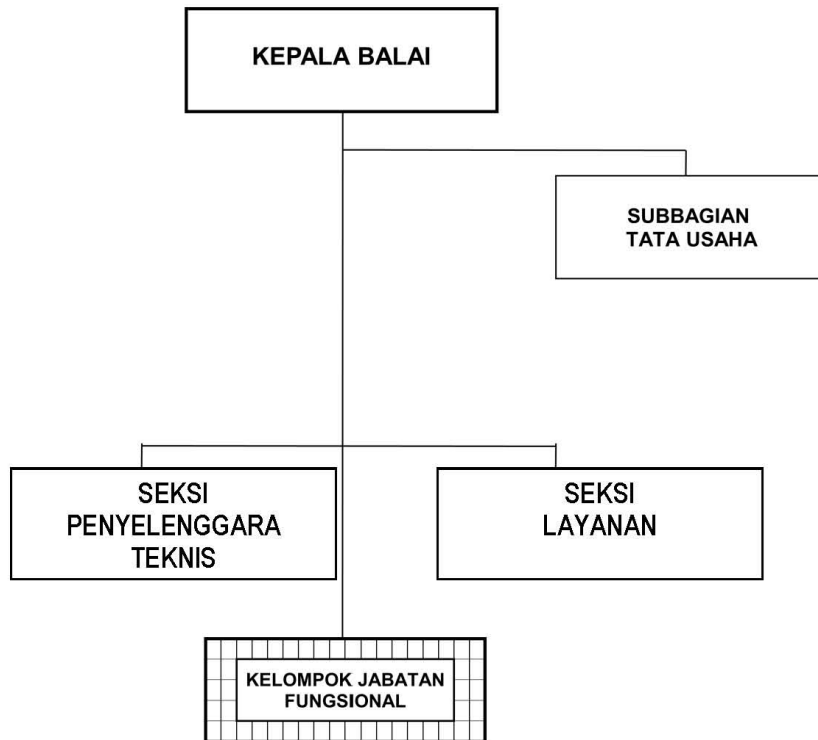 KEPALA BALAI
SUBBAGIAN
TATA USAHA
SEKSI
PENYELENGGARA
TEKNIS
SEKSI
LAYANAN
KELOMPOK JABATAN
FUNGSIONAL